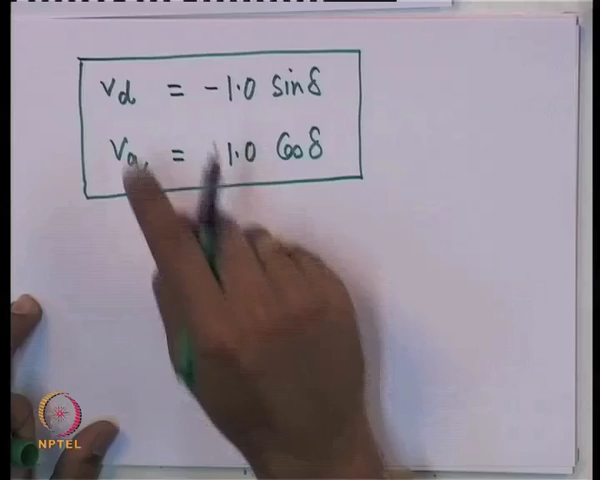 vd = -1.0 sinδ
vq = 1.0 Cosδ
NPTEL